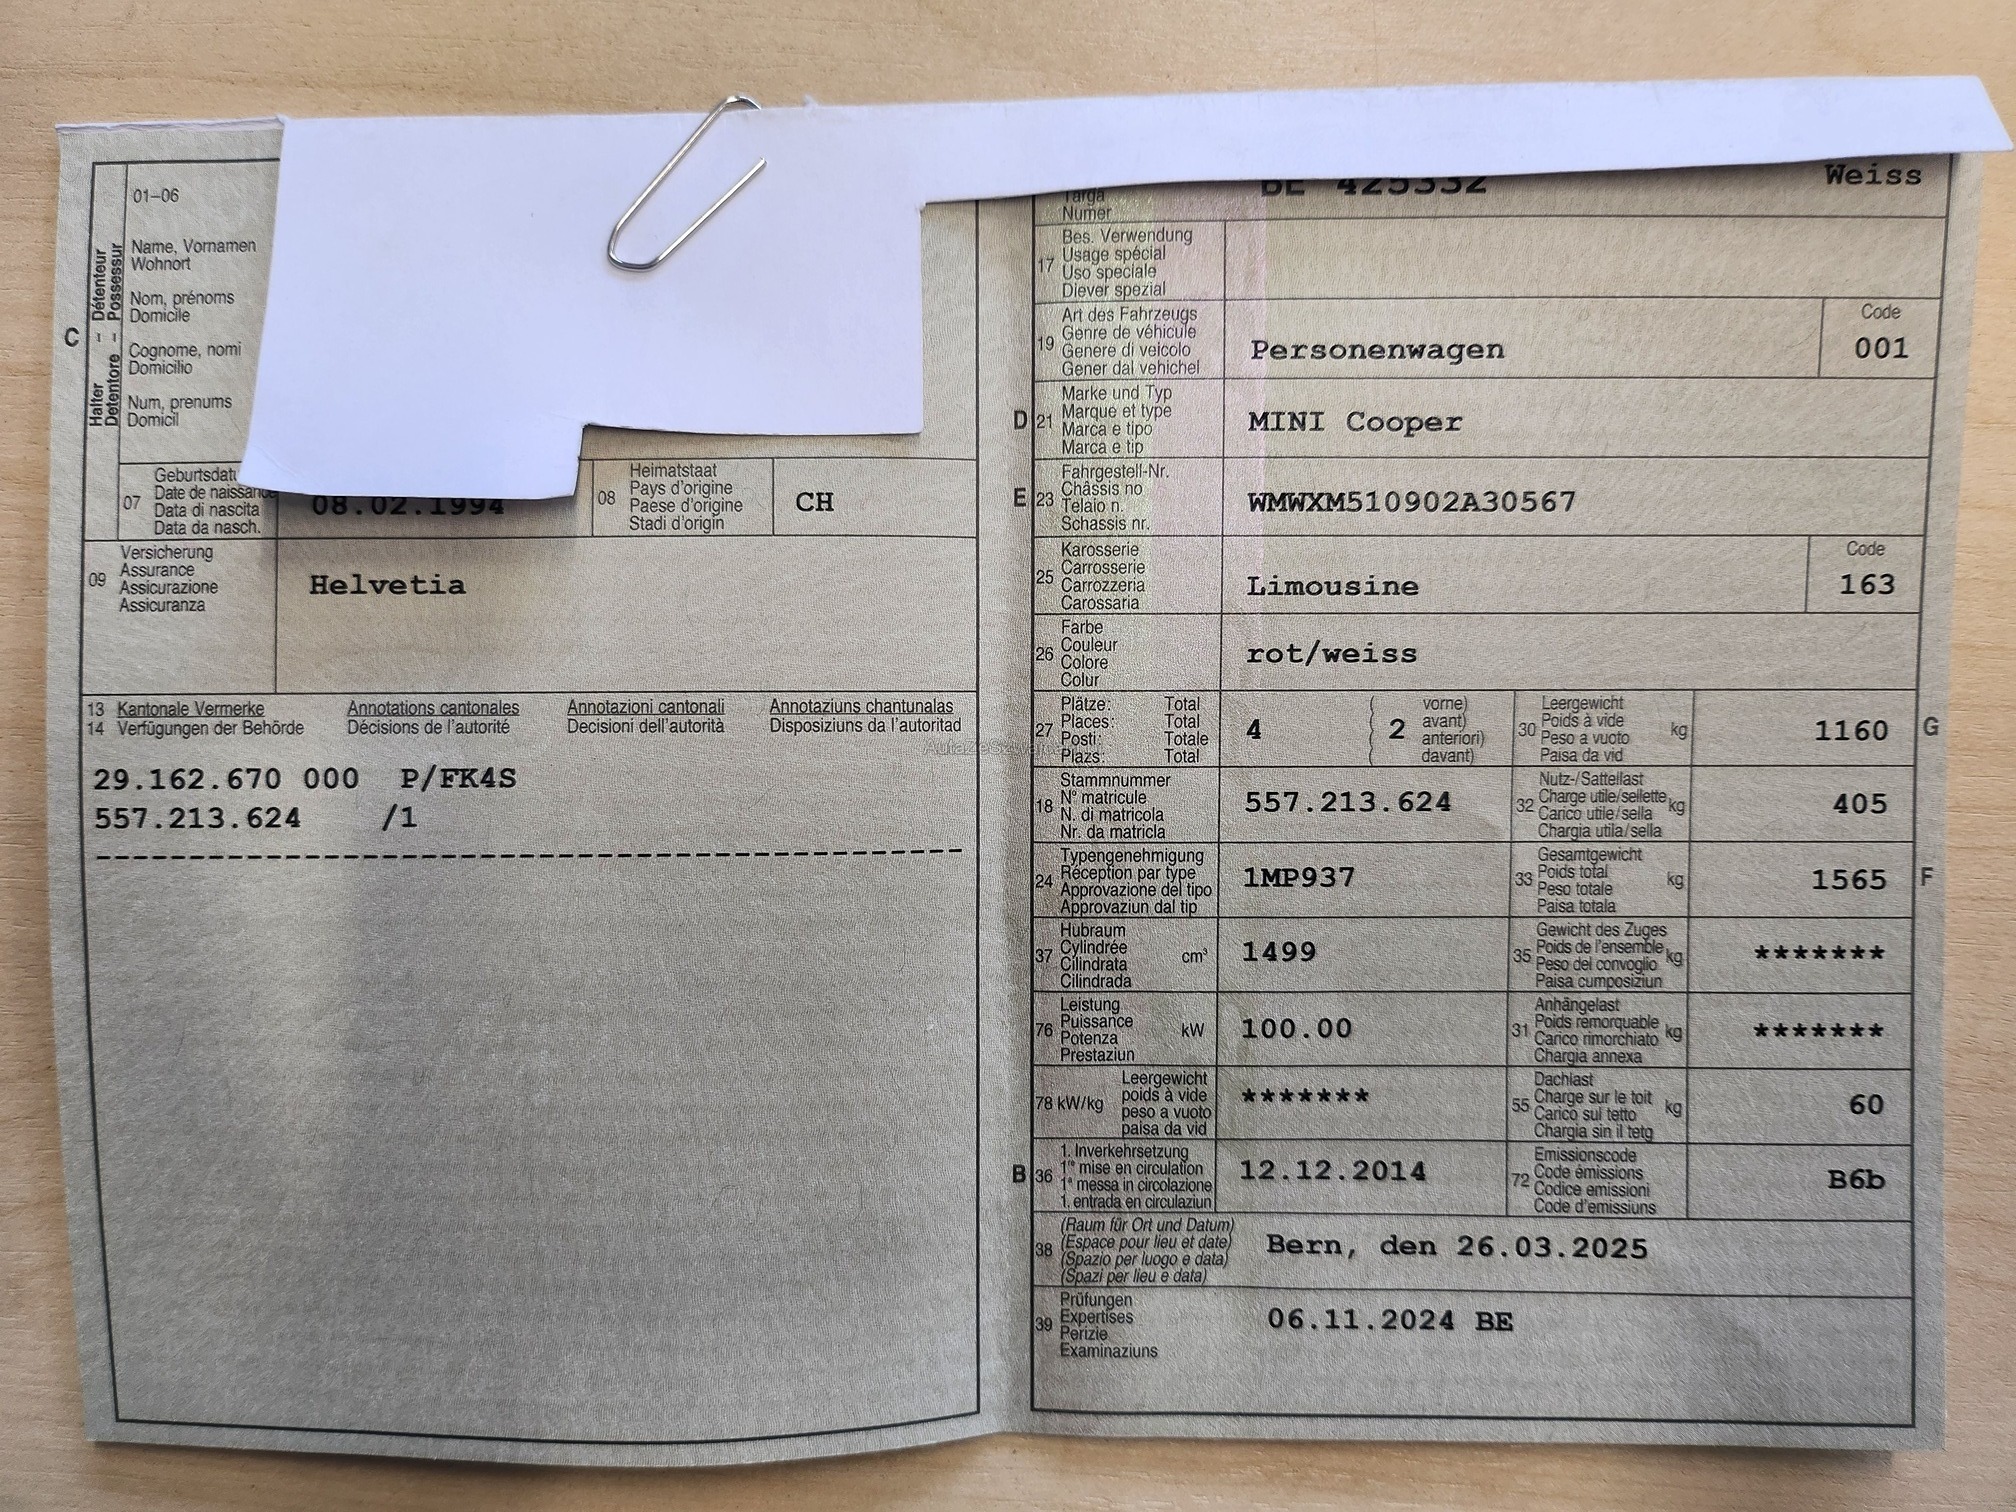 01–06
Name, Vornamen
Wohnort
Nom, prénoms
Domicile
Cognome, nomi
Domicilio
Num, prenums
Domicil
C
Halter – Détenteur
Detentore – Possessur
07
Date de naissance
Data di nascita
Data da nasch.
08.02.1994
08
Heimatstaat
Pays d'origine
Paese d'origine
Stadi d'origin
CH
09
Versicherung
Assurance
Assicurazione
Assicuranza
Helvetia
13 Kantonale Vermerke Annotations cantonales Annotazioni cantonali Annotaziuns chantunalas
14 Verfügungen der Behörde Décisions de l'autorité Decisioni dell'autorità Disposiziuns da l'autoritad
29.162.670 000 P/FK4S
557.213.624 /1
Targa
Numer
BE 425332
Weiss
17
Bes. Verwendung
Usage spécial
Uso speciale
Diever spezial
19
Art des Fahrzeugs
Genre de véhicule
Genere di veicolo
Gener dal vehichel
Personenwagen
Code
001
D
21
Marke und Typ
Marque et type
Marca e tipo
Marca e tip
MINI Cooper
E
23
Fahrgestell-Nr.
Châssis no
Telaio n.
Schassis nr.
WMWXM510902A30567
25
Karosserie
Carrosserie
Carrozzeria
Carossaria
Limousine
Code
163
26
Farbe
Couleur
Colore
Colur
rot/weiss
27
Plätze: Total
Places: Total
Posti: Totale
Plazs: Total
4
( 2
vorne)
avant)
anteriori)
davant)
30
Leergewicht
Poids à vide
Peso a vuoto
Paisa da vid
kg
1160
G
18
Stammnummer
N° matricule
N. di matricola
Nr. da matricla
557.213.624
32
Nutz-/Sattellast
Charge utile/sellette
Carico utile/sella
Chargia utila/sella
kg
405
24
Typengenehmigung
Réception par type
Approvazione del tipo
Approvaziun dal tip
1MP937
33
Gesamtgewicht
Poids total
Peso totale
Paisa totala
kg
1565
F
37
Hubraum
Cylindrée
Cilindrata
Cilindrada
cm³
1499
35
Gewicht des Zuges
Poids de l'ensemble
Peso del convoglio
Paisa cumposiziun
kg
*******
76
Leistung
Puissance
Potenza
Prestaziun
kW
100.00
31
Anhängelast
Poids remorquable
Carico rimorchiato
Chargia annexa
kg
*******
78 kW/kg
Leergewicht
poids à vide
peso a vuoto
paisa da vid
*******
55
Dachlast
Charge sur le toit
Carico sul tetto
Chargia sin il tetg
kg
60
B
36
1. Inverkehrsetzung
1re mise en circulation
1a messa in circolazione
1. entrada en circulaziun
12.12.2014
72
Emissionscode
Code émissions
Codice emissioni
Code d'emissiuns
B6b
38
(Raum für Ort und Datum)
(Espace pour lieu et date)
(Spazio per luogo e data)
(Spazi per lieu e data)
Bern, den 26.03.2025
39
Prüfungen
Expertises
Perizie
Examinaziuns
06.11.2024 BE